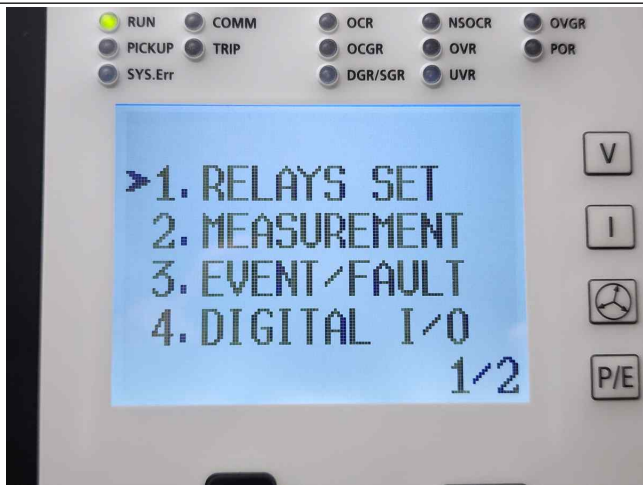 RUN COMM OCR NSOCR OVGR
PICKUP TRIP OCGR OVR POR
SYS.Err DGR/SGR UVR
➤1. RELAYS SET
2. MEASUREMENT
3. EVENT/FAULT
4. DIGITAL I/O
1/2
V
I
P/E